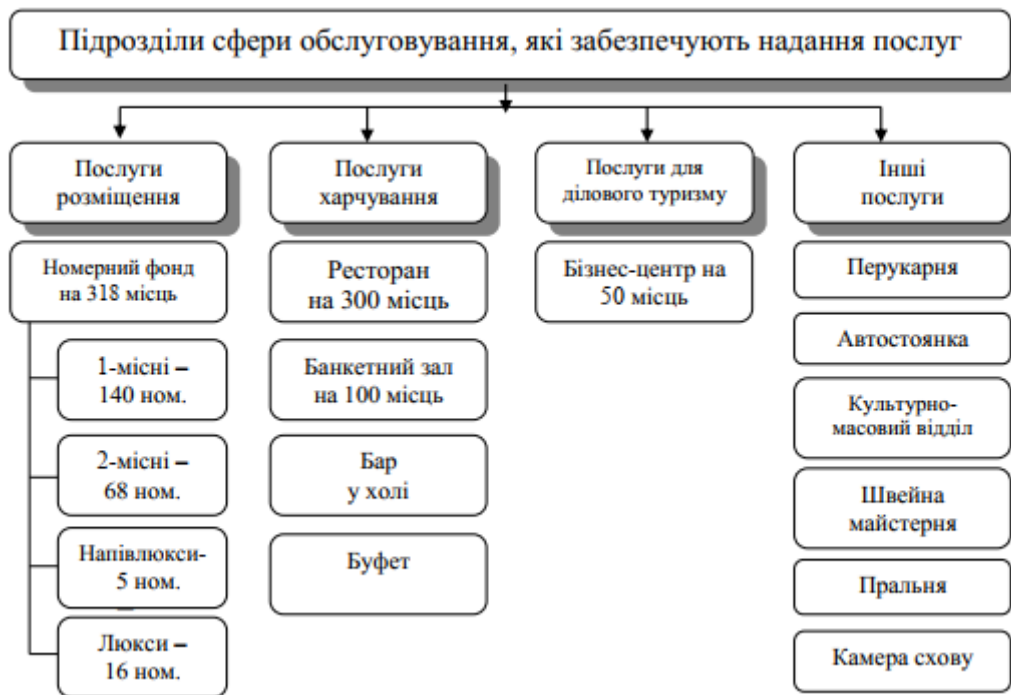 Підрозділи сфери обслуговування, які забезпечують надання послуг
Послуги
розміщення
Номерний фонд
на 318 місць
1-місні –
140 ном.
2-місні –
68 ном.
Напівлюкси-
5 ном.
Люкси –
16 ном.
Послуги
харчування
Ресторан
на 300 місць
Банкетний зал
на 100 місць
Бар
у холі
Буфет
Послуги для
ділового туризму
Бізнес-центр на
50 місць
Інші
послуги
Перукарня
Автостоянка
Культурно-
масовий відділ
Швейна
майстерня
Пральня
Камера схову